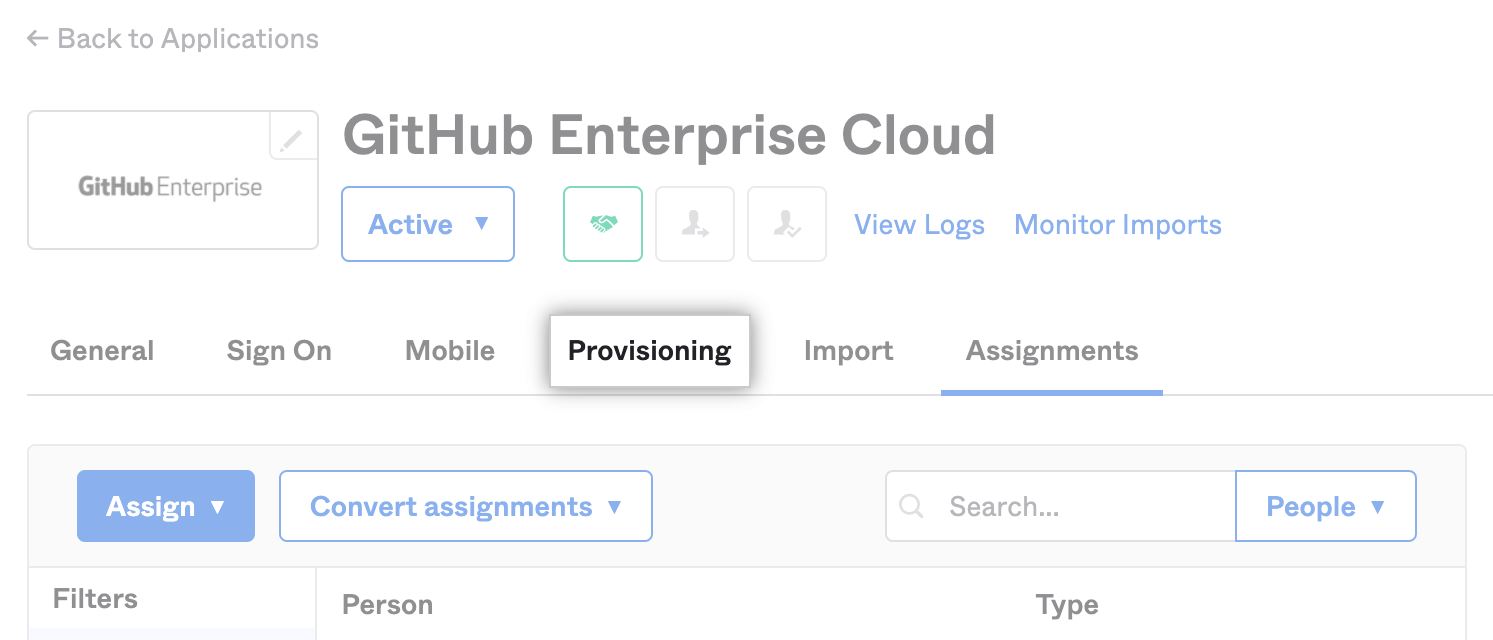 ← Back to Applications
GitHub Enterprise
GitHub Enterprise Cloud
Active ▼
View Logs Monitor Imports
General Sign On Mobile Provisioning Import Assignments
Assign ▼ Convert assignments ▼ Search... People ▼
Filters Person Type